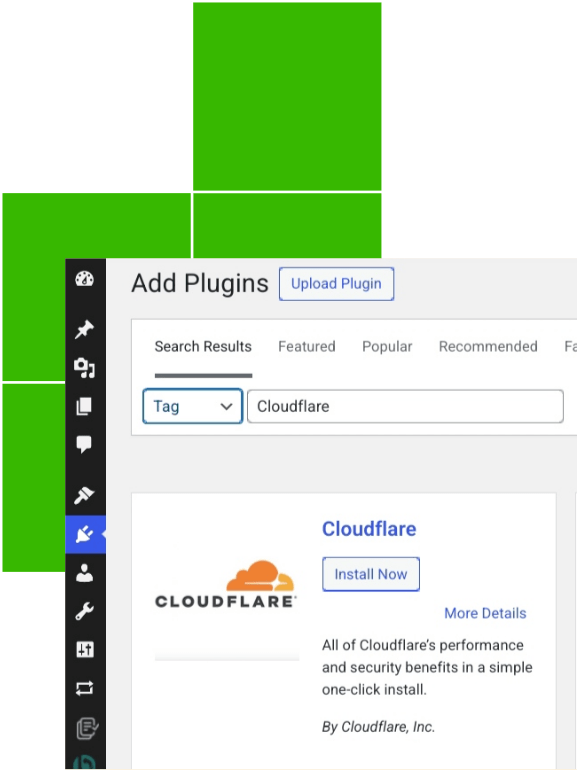 Add Plugins Upload Plugin
Search Results Featured Popular Recommended Fa
Tag Cloudflare
Cloudflare
CLOUDFLARE
Install Now
More Details
All of Cloudflare's performance
and security benefits in a simple
one-click install.
By Cloudflare, Inc.